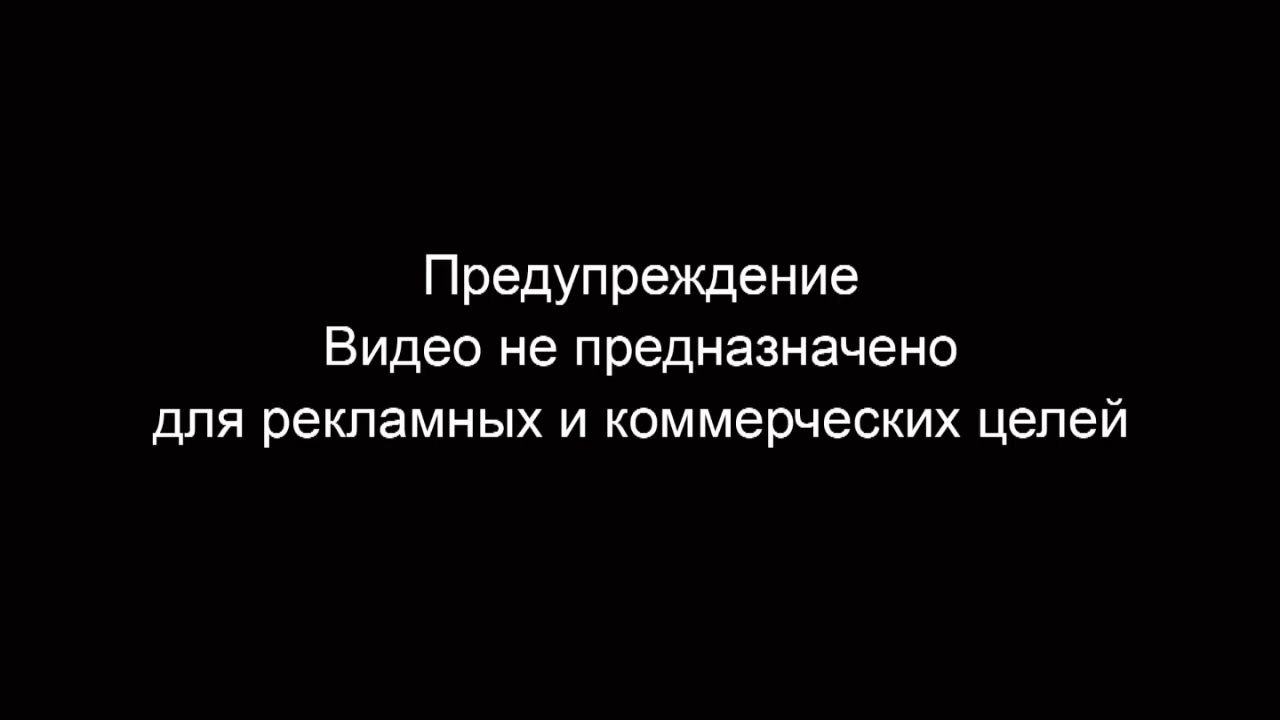 Предупреждение
Видео не предназначено
для рекламных и коммерческих целей